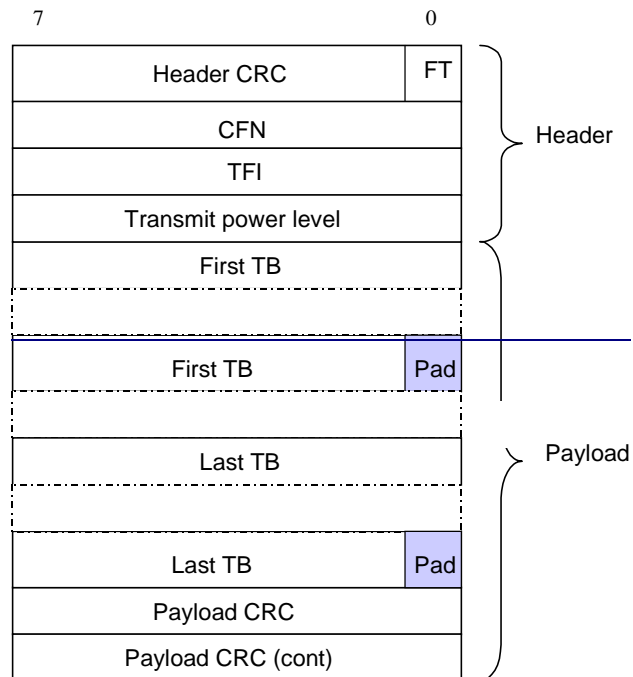 7 0
Header CRC FT
CFN
Header
TFI
Transmit power level
First TB
First TB Pad
Last TB
Payload
Last TB Pad
Payload CRC
Payload CRC (cont)